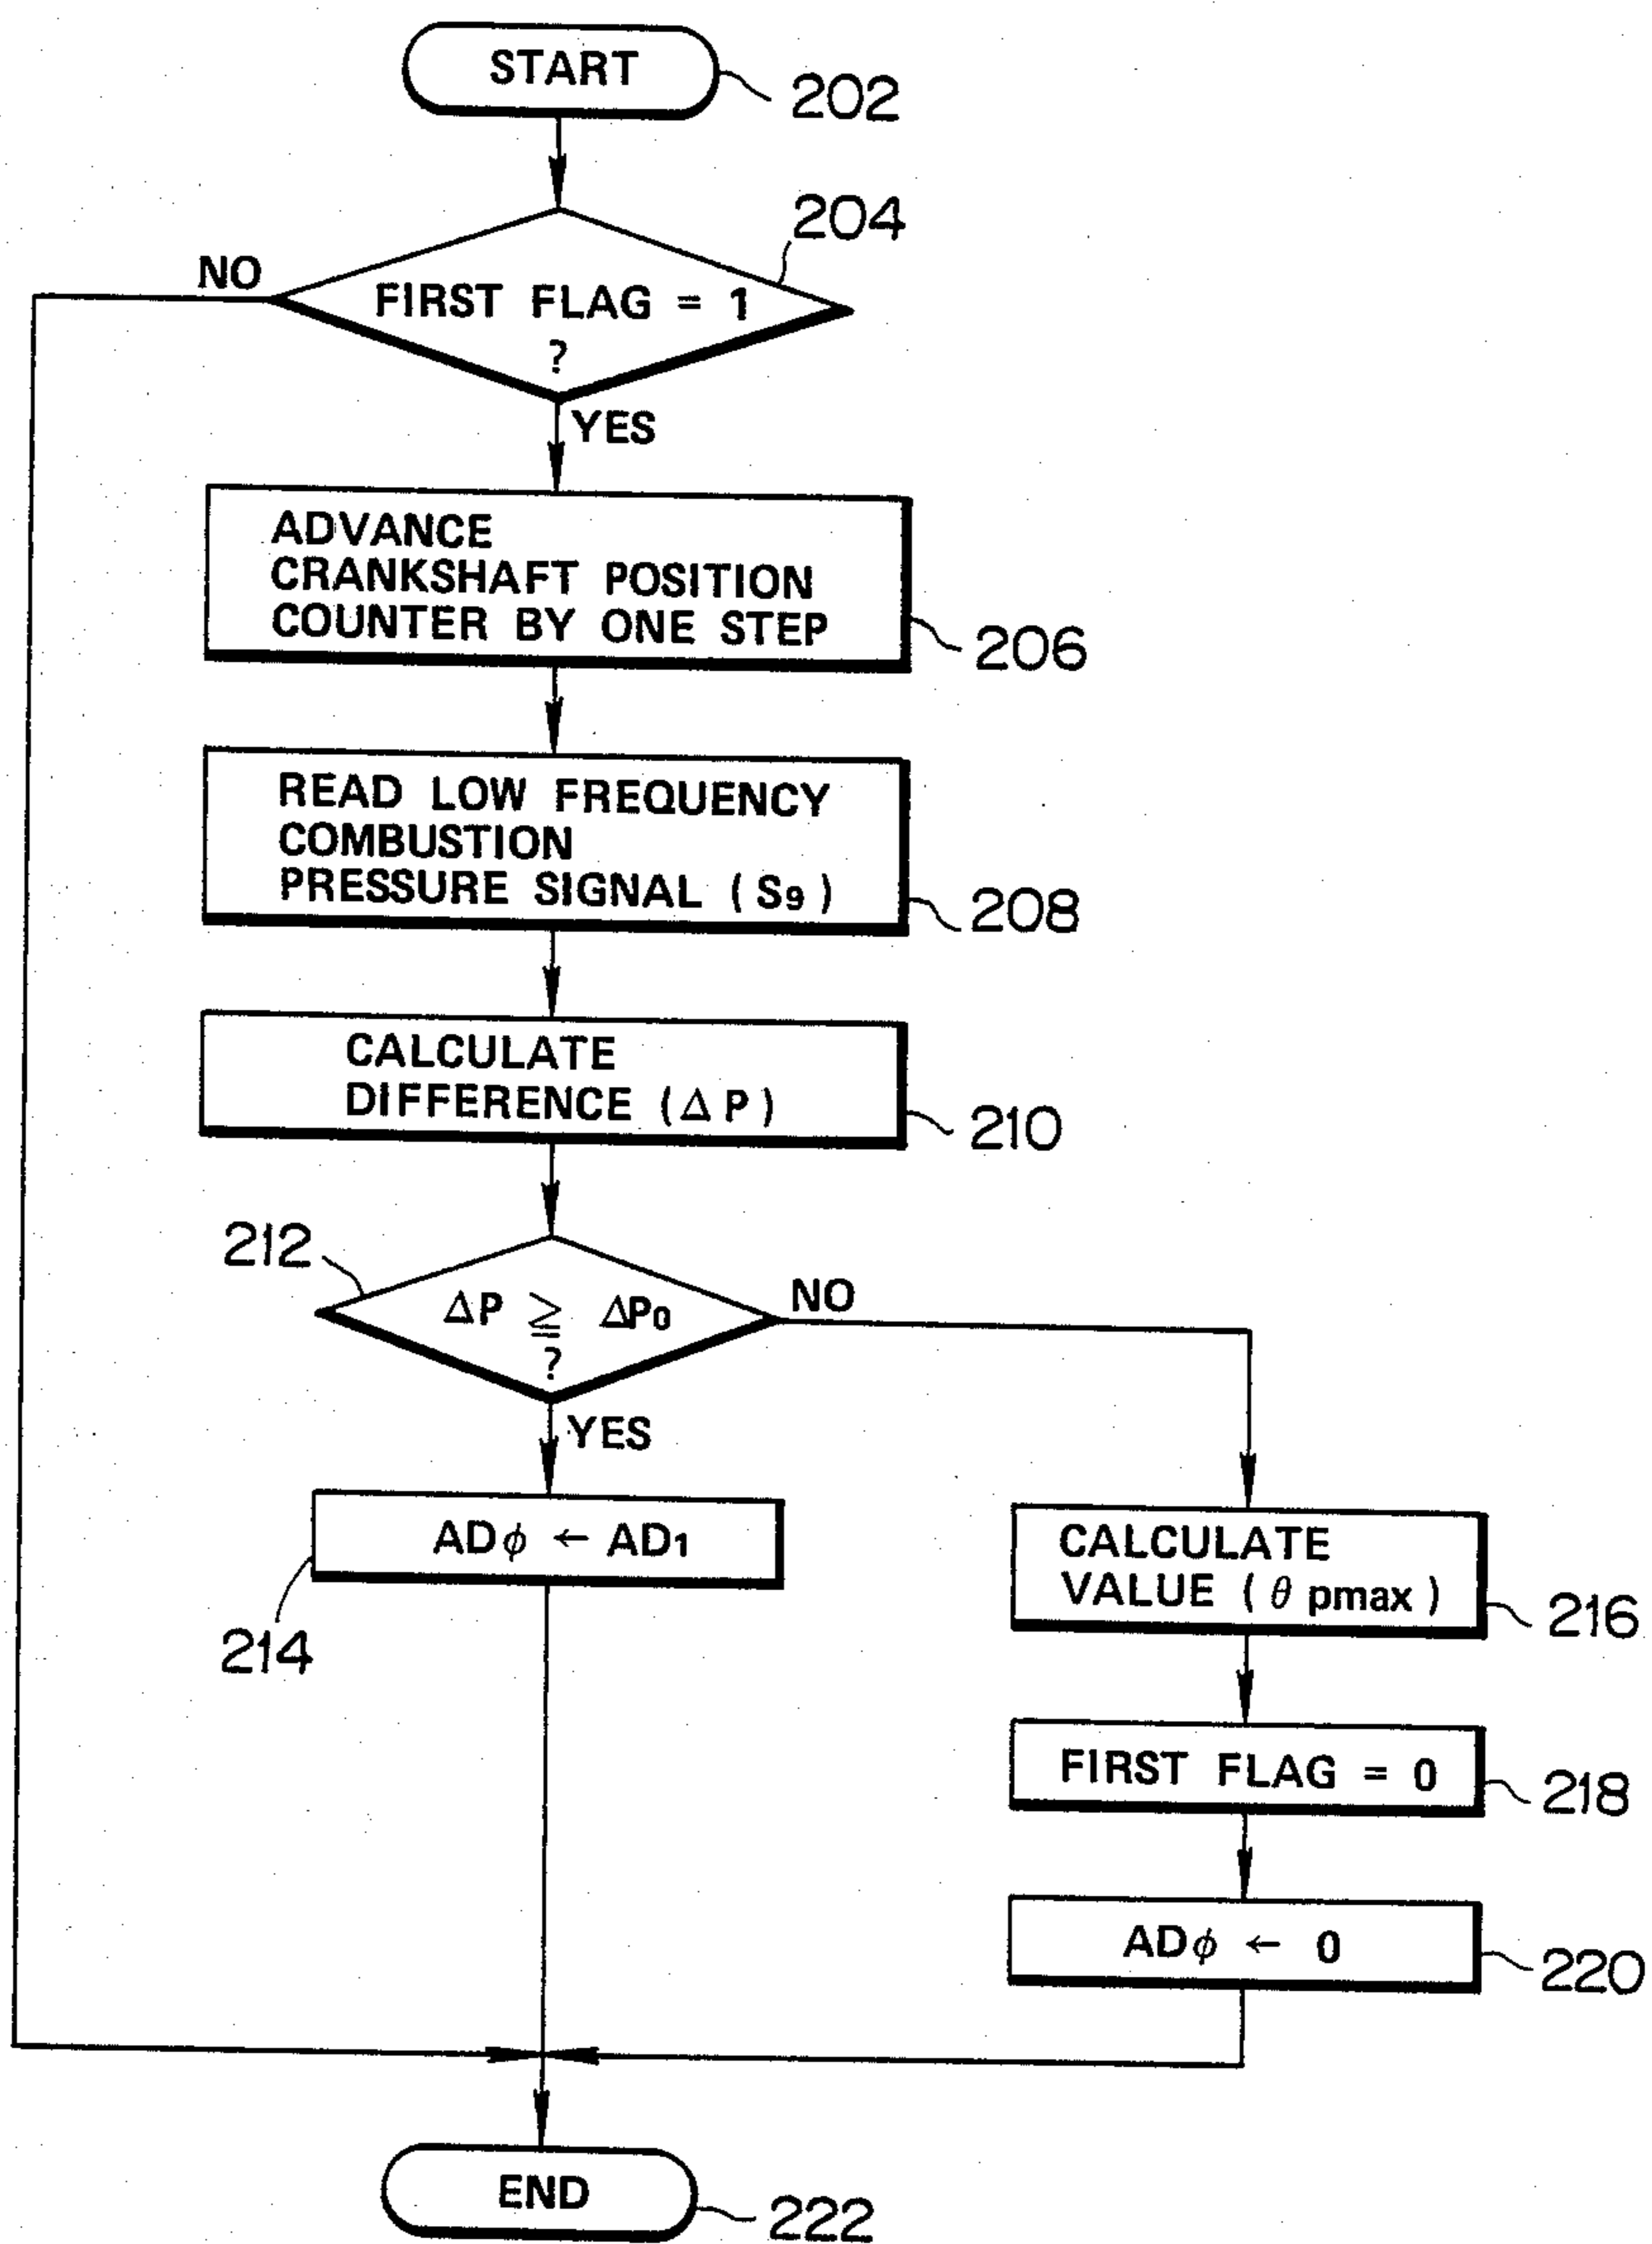 START
202
204
NO
FIRST FLAG = 1
?
YES
ADVANCE
CRANKSHAFT POSITION
COUNTER BY ONE STEP
206
READ LOW FREQUENCY
COMBUSTION
PRESSURE SIGNAL (S9)
208
CALCULATE
DIFFERENCE (Δ P)
210
212
ΔP ≧ ΔP0
?
NO
YES
ADϕ ← AD1
214
CALCULATE
VALUE (θ pmax)
216
FIRST FLAG = 0
218
ADϕ ← 0
220
END
222